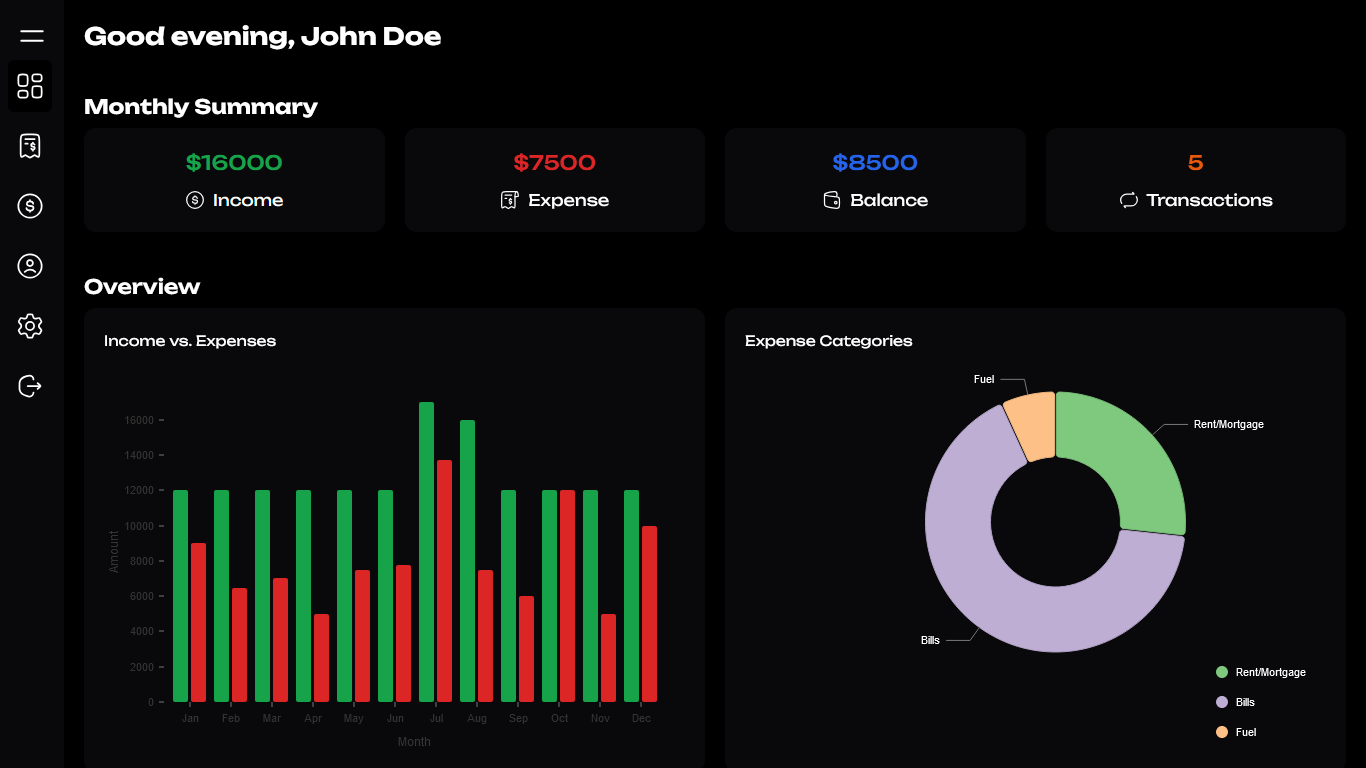 Good evening, John Doe
Monthly Summary
$16000
Income
$7500
Expense
$8500
Balance
5
Transactions
Overview
Income vs. Expenses
16000
14000
12000
10000
8000
6000
4000
2000
0
Amount
Jan Feb Mar Apr May Jun Jul Aug Sep Oct Nov Dec
Month
Expense Categories
Fuel
Rent/Mortgage
Bills
Rent/Mortgage
Bills
Fuel